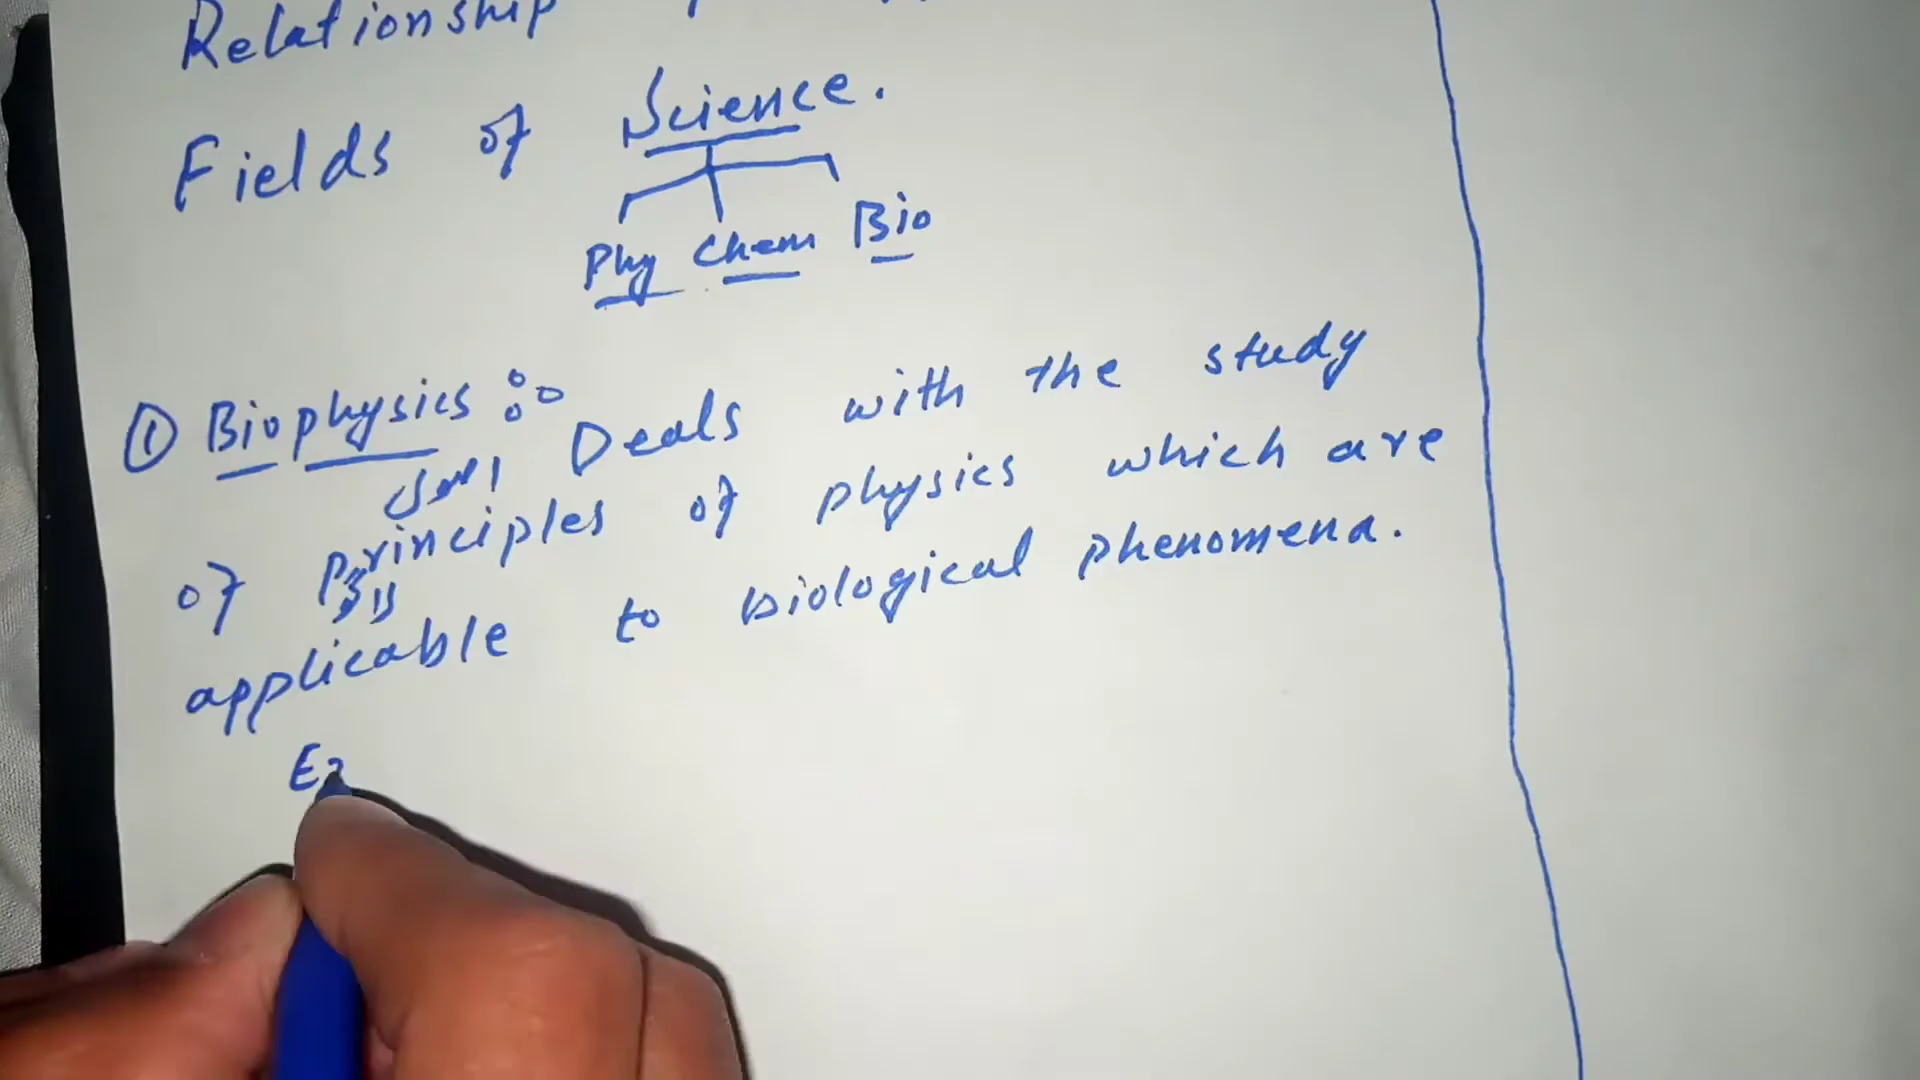 Relationship
Fields of Science.
Phy Chem Bio
① Biophysics : Deals with the study
of principles of physics which are
applicable to biological phenomena.